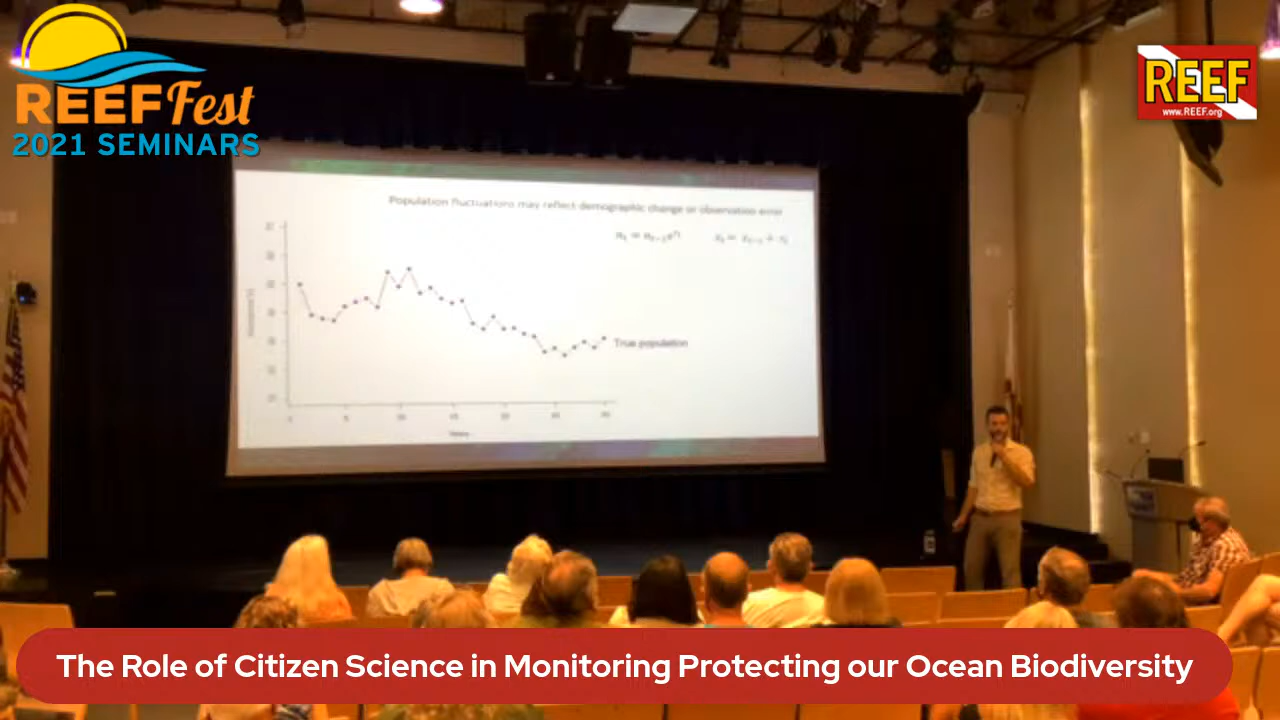 REEF Fest
2021 SEMINARS
REEF
www.REEF.org
Population fluctuations may reflect demographic change or observation error
True population
Years
The Role of Citizen Science in Monitoring Protecting our Ocean Biodiversity